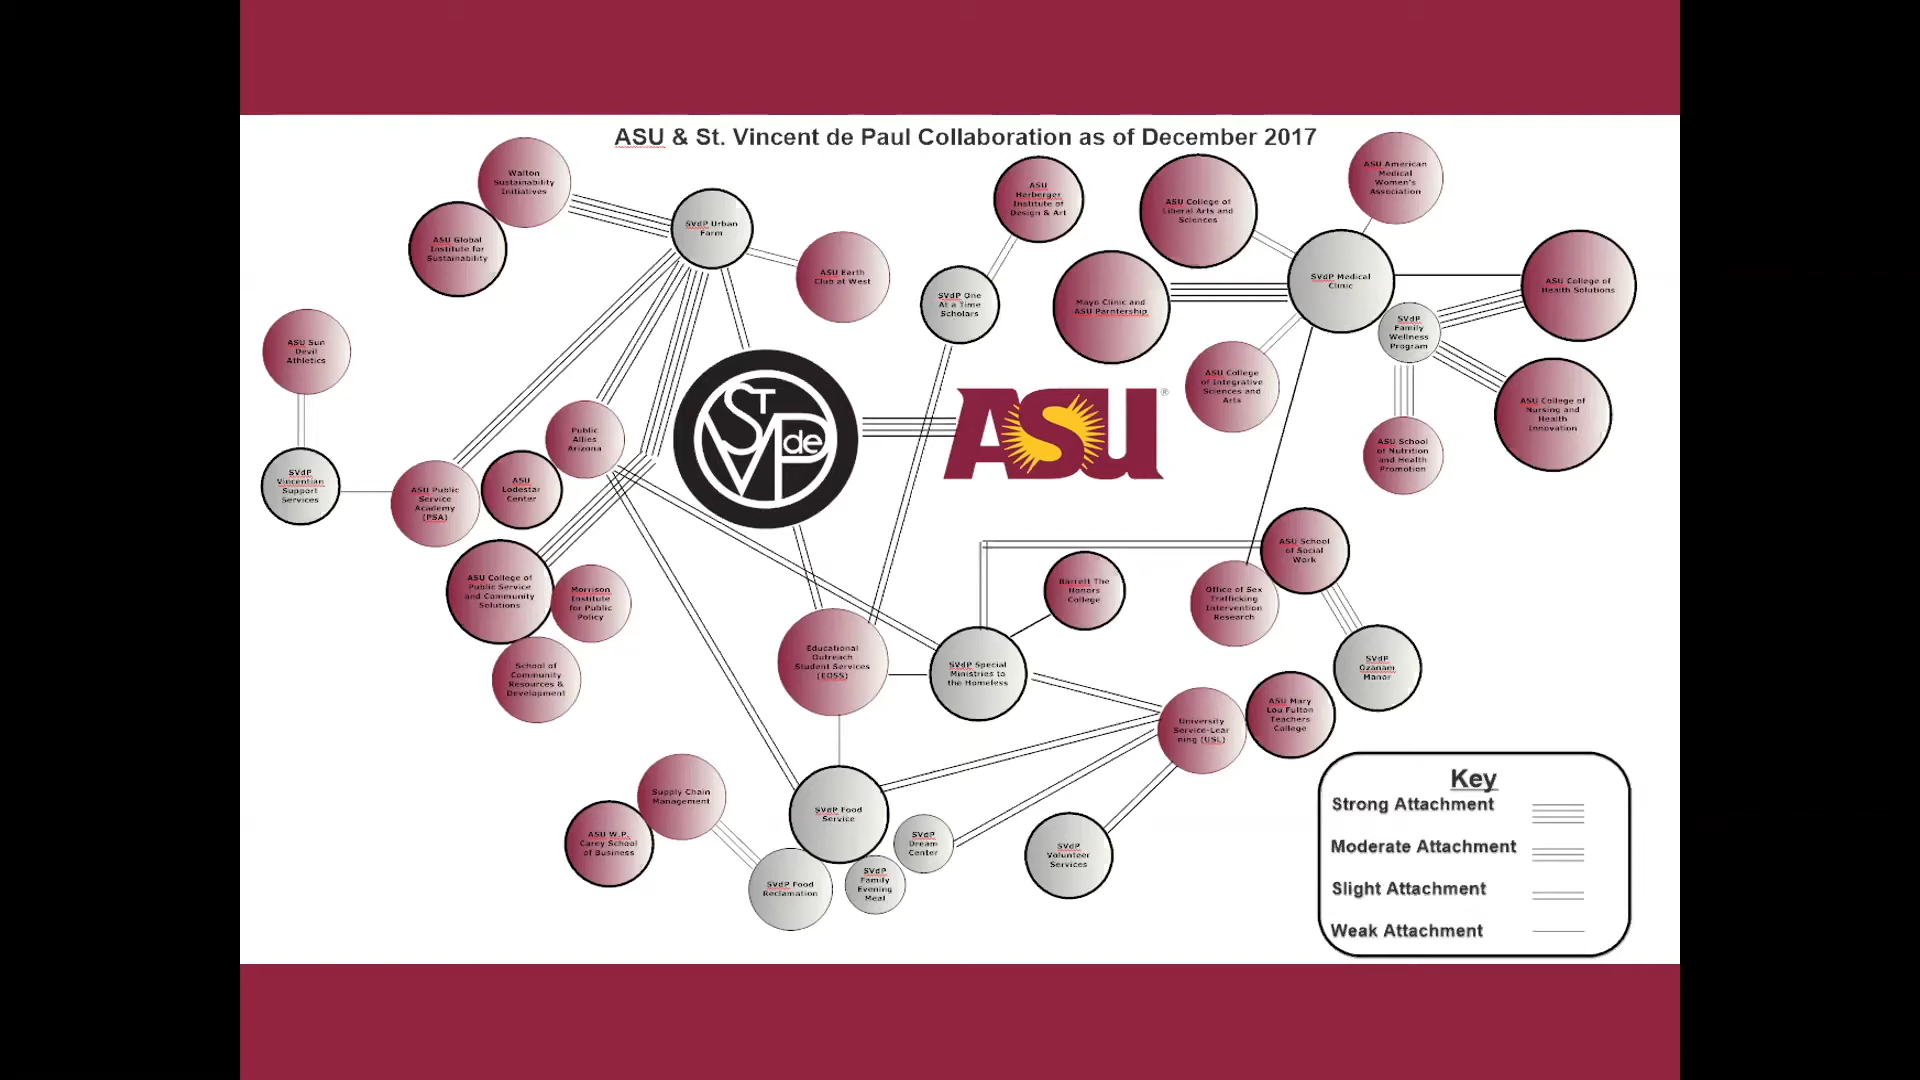 ASU & St. Vincent de Paul Collaboration as of December 2017
Walton
Sustainability
Initiatives
ASU Global
Institute for
Sustainability
SVdP Urban
Farm
ASU Earth
Club at West
ASU
Herberger
Institute of
Design & Art
SVdP One
At a Time
Scholars
ASU College of
Liberal Arts and
Sciences
ASU American
Medical
Women's
Association
SVdP Medical
Clinic
ASU College of
Health Solutions
Mayo Clinic and
ASU Parntership
SVdP
Family
Wellness
Program
ASU College
of Integrative
Sciences and
Arts
ASU College of
Nursing and
Health
Innovation
ASU School
of Nutrition
and Health
Promotion
ASU Sun
Devil
Athletics
SVdP
Vincentian
Support
Services
Public
Allies
Arizona
ASU Public
Service
Academy
(PSA)
ASU
Lodestar
Center
ST
V de
P
ASU®
ASU College of
Public Service
and Community
Solutions
Morrison
Institute
for Public
Policy
School of
Community
Resources &
Development
Educational
Outreach
Student Services
(EOSS)
SVdP Special
Ministries to
the Homeless
Barrett The
Honors
College
ASU School
of Social
Work
Office of Sex
Trafficking
Intervention
Research
SVdP
Ozanam
Manor
University
Service-Lear
ning (USL)
ASU Mary
Lou Fulton
Teachers
College
Supply Chain
Management
ASU W.P.
Carey School
of Business
SVdP Food
Service
SVdP Food
Reclamation
SVdP
Family
Evening
Meal
SVdP
Dream
Center
SVdP
Volunteer
Services
Key
Strong Attachment
Moderate Attachment
Slight Attachment
Weak Attachment